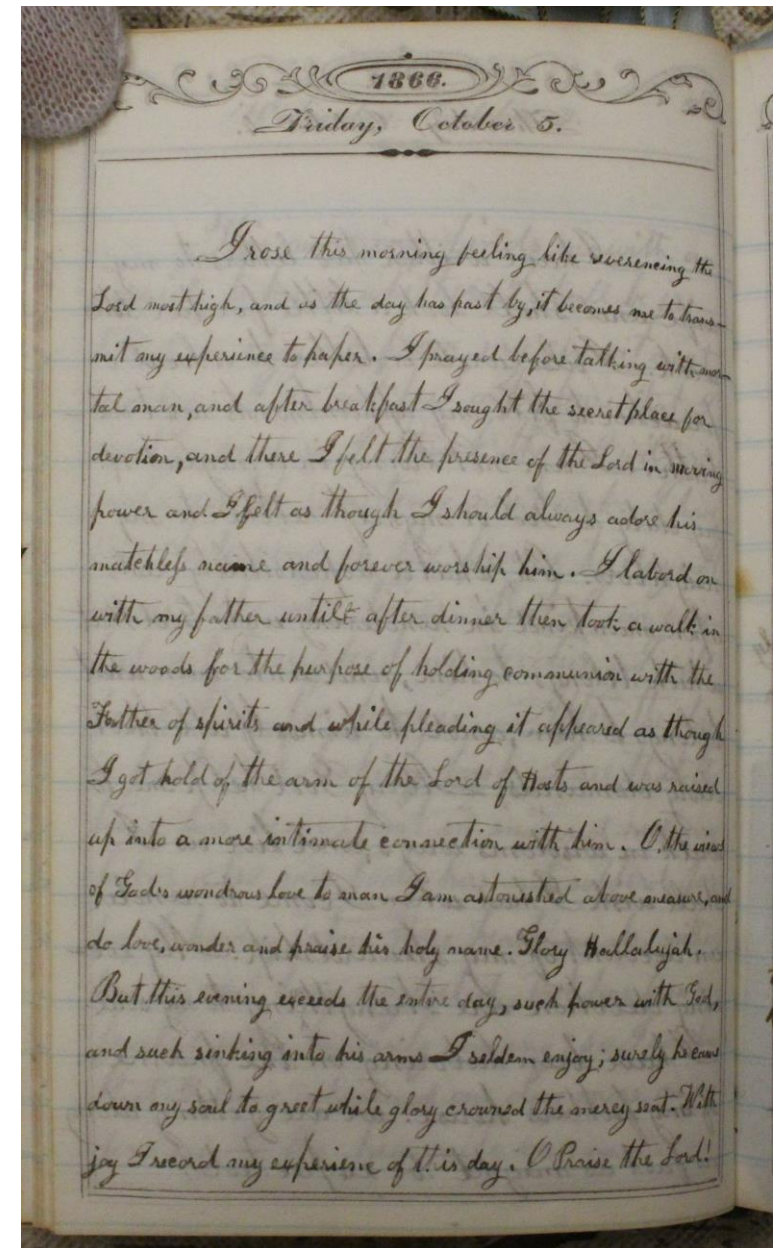 1866.
Friday, October 5.
I rose this morning feeling like reverencing the
Lord most high, and as the day has past by, it becomes me to trans-
mit my experience to paper. I prayed before talking with mor-
tal man, and after breakfast I sought the secret place for
devotion, and there I felt the presence of the Lord in moving
power and I felt as though I should always adore his
matchless name and forever worship him. I labord on
with my father until after dinner then took a walk in
the woods for the purpose of holding communion with the
Father of spirits and while pleading it appeared as though
I got hold of the arm of the Lord of Hosts and was raised
up into a more intimate connection with him. O, the views
of God's wondrous love to man I am astonished above measure, and
do love, wonder and praise his holy name. Glory Hallalujah.
But this evening exceeds the entire day, such power with God,
and such sinking into his arms I seldem enjoy; surely he came
down my soul to greet while glory crowned the mercy seat. With
joy I record my experienc of this day. O Praise the Lord!